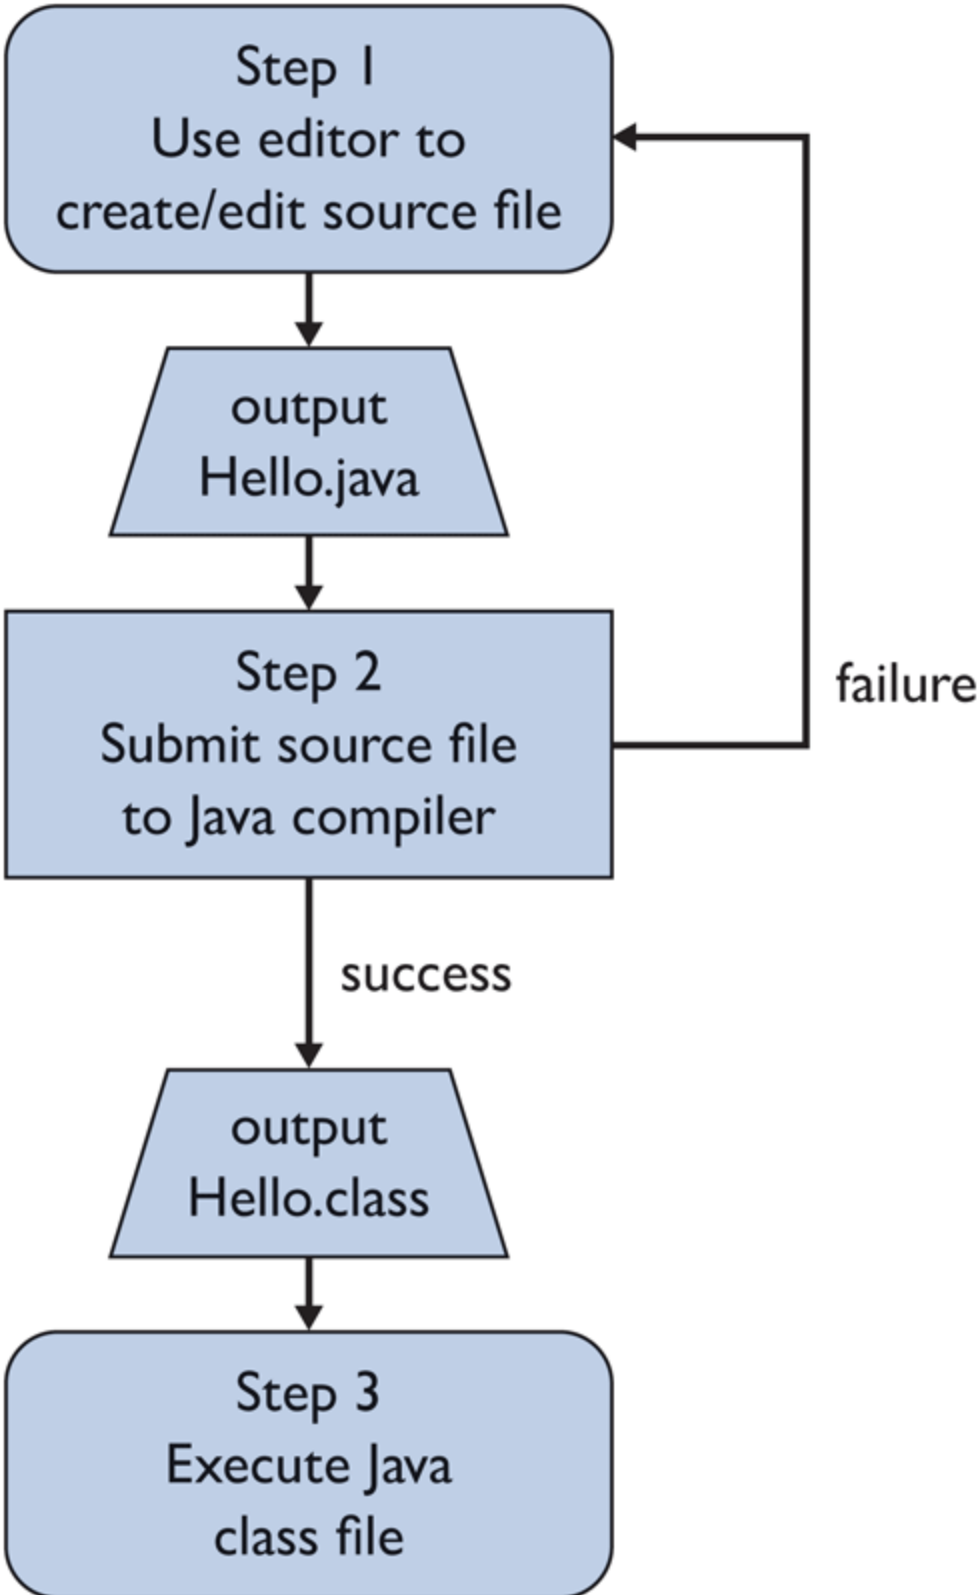 Step 1
Use editor to
create/edit source file
output
Hello.java
Step 2
Submit source file
to Java compiler
failure
success
output
Hello.class
Step 3
Execute Java
class file